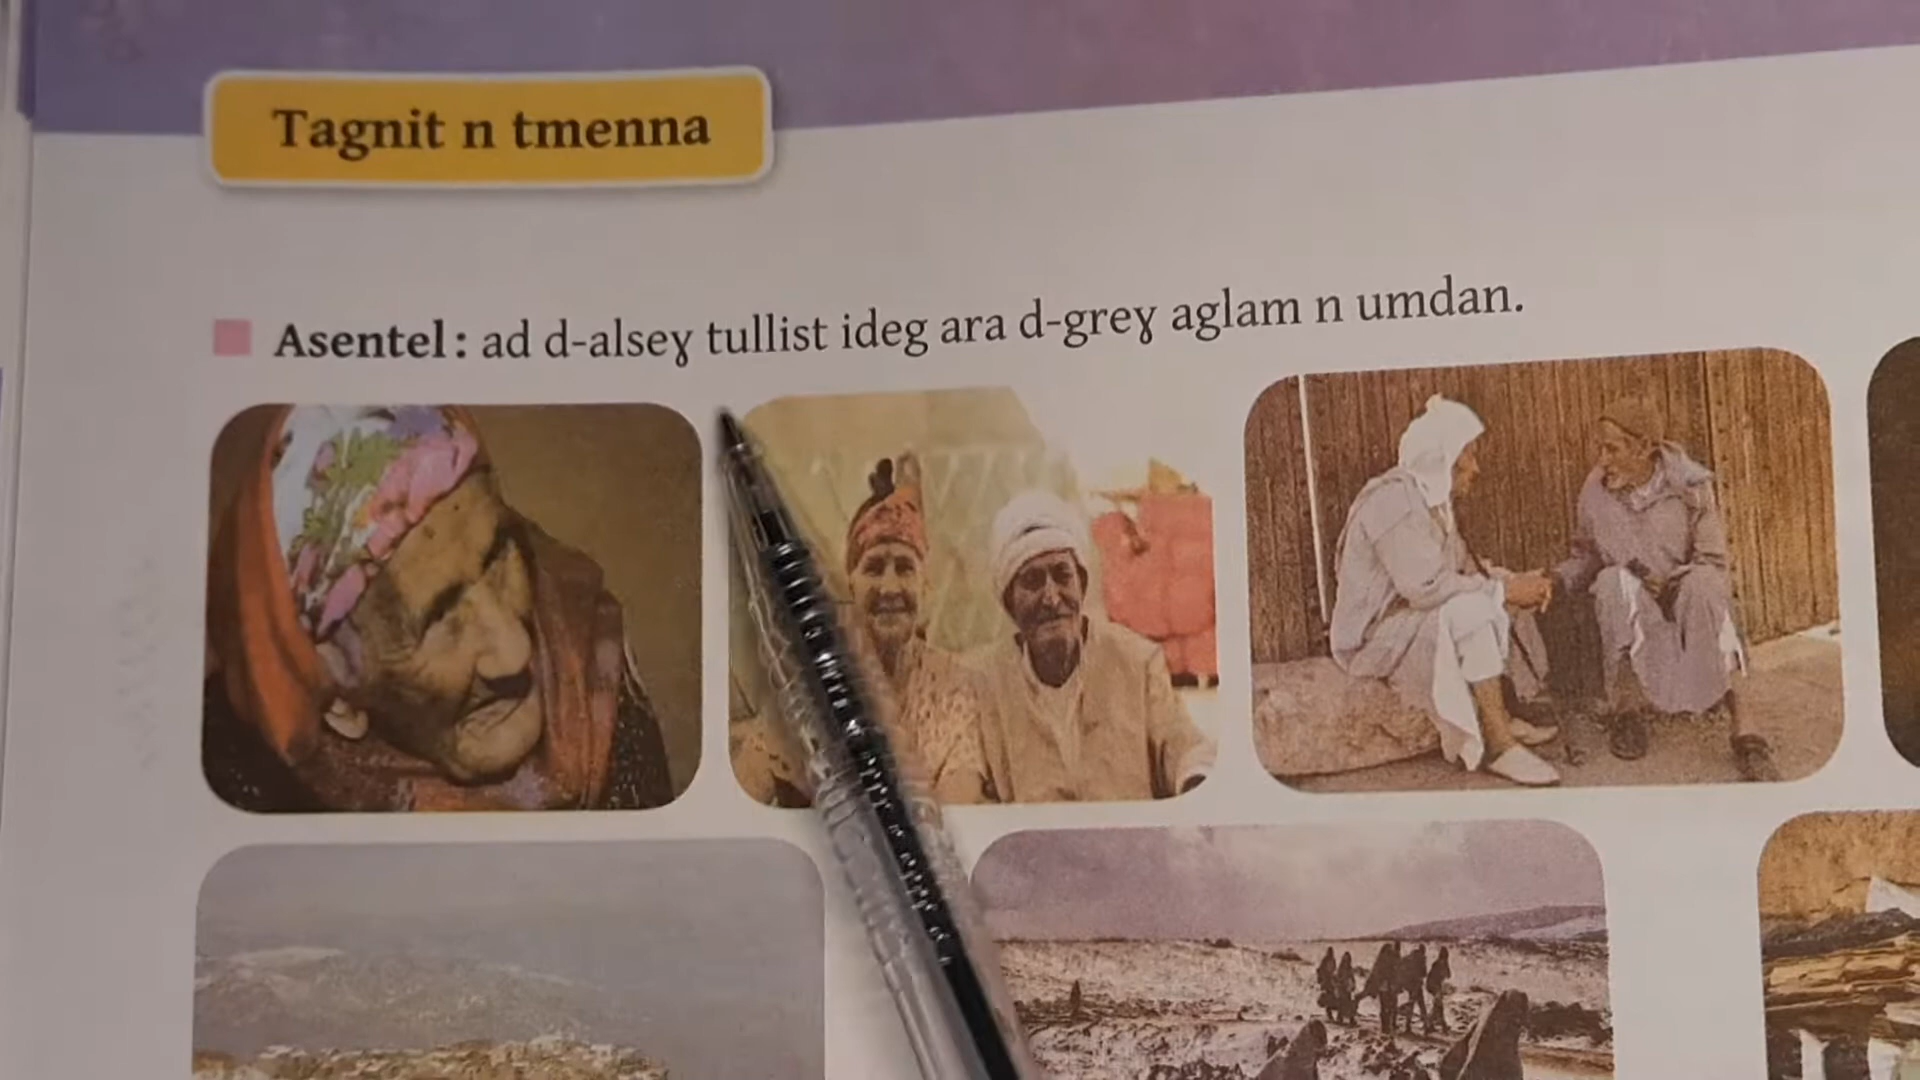 Tagnit n tmenna
Asentel: ad d-alseɣ tullist ideg ara d-greɣ aglam n umdan.